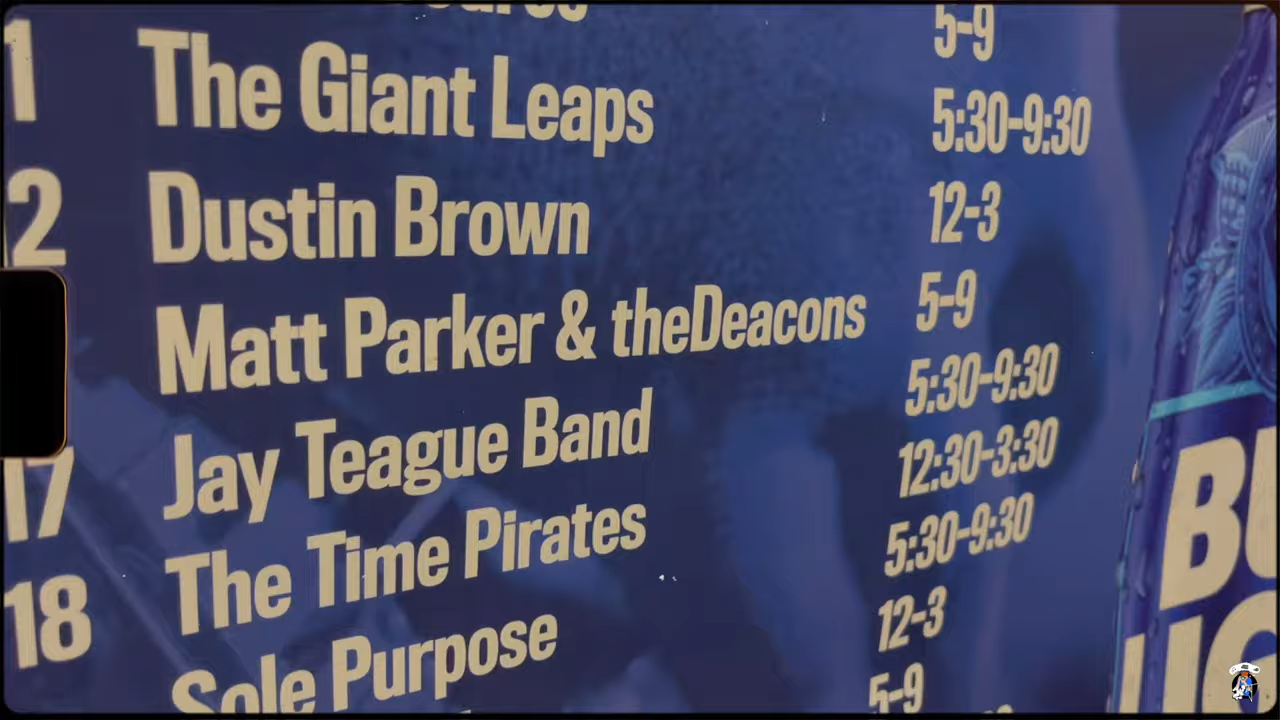 5-9
1 The Giant Leaps 5:30-9:30
2 Dustin Brown 12-3
Matt Parker & theDeacons 5-9
Jay Teague Band 5:30-9:30
17 The Time Pirates 12:30-3:30
18 Sole Purpose 5:30-9:30
12-3
5-9